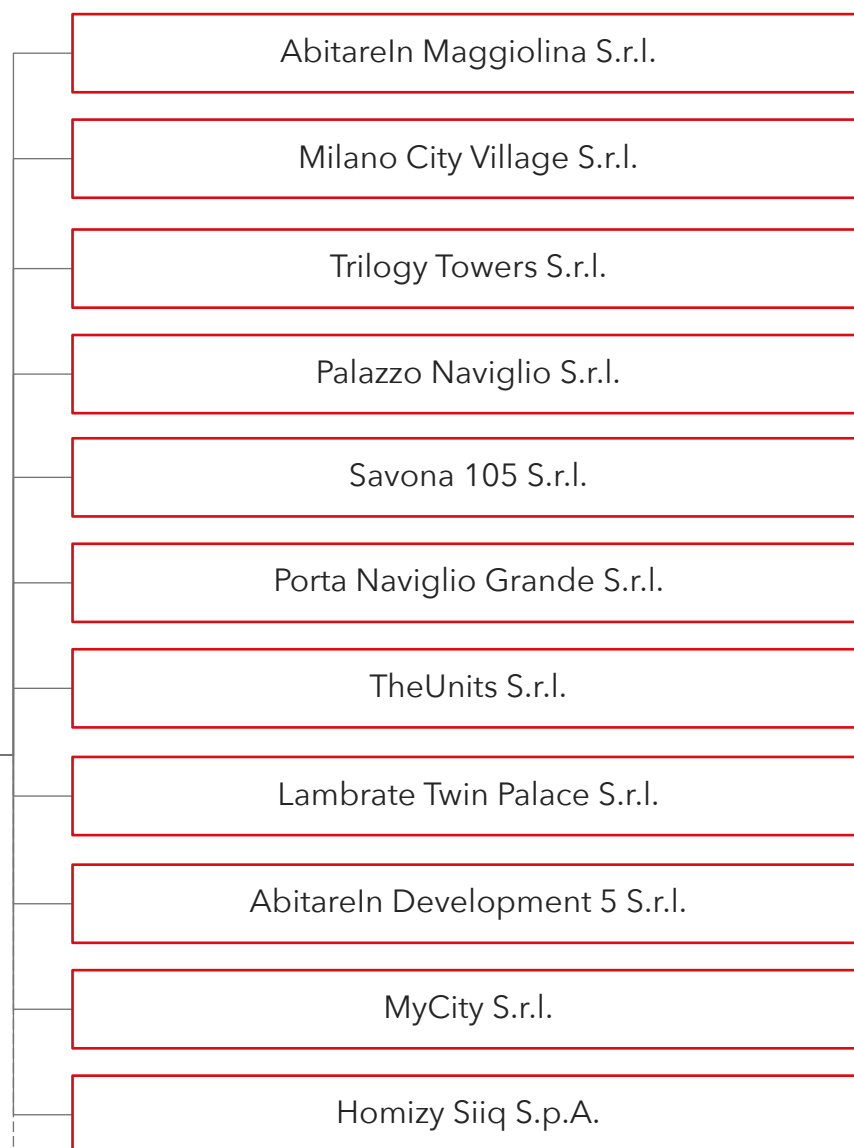 AbitareIn Maggiolina S.r.l.
Milano City Village S.r.l.
Trilogy Towers S.r.l.
Palazzo Naviglio S.r.l.
Savona 105 S.r.l.
Porta Naviglio Grande S.r.l.
TheUnits S.r.l.
Lambrate Twin Palace S.r.l.
AbitareIn Development 5 S.r.l.
MyCity S.r.l.
Homizy Siiq S.p.A.